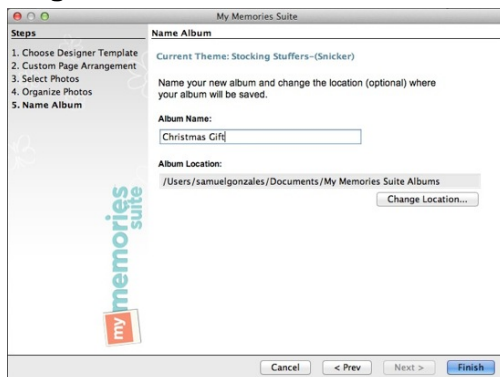 My Memories Suite
Steps
1. Choose Designer Template
2. Custom Page Arrangement
3. Select Photos
4. Organize Photos
5. Name Album
my memories suite
Name Album
Current Theme: Stocking Stuffers-(Snicker)
Name your new album and change the location (optional) where
your album will be saved.
Album Name:
Christmas Gift
Album Location:
/Users/samuelgonzales/Documents/My Memories Suite Albums
Change Location...
Cancel
< Prev
Next >
Finish